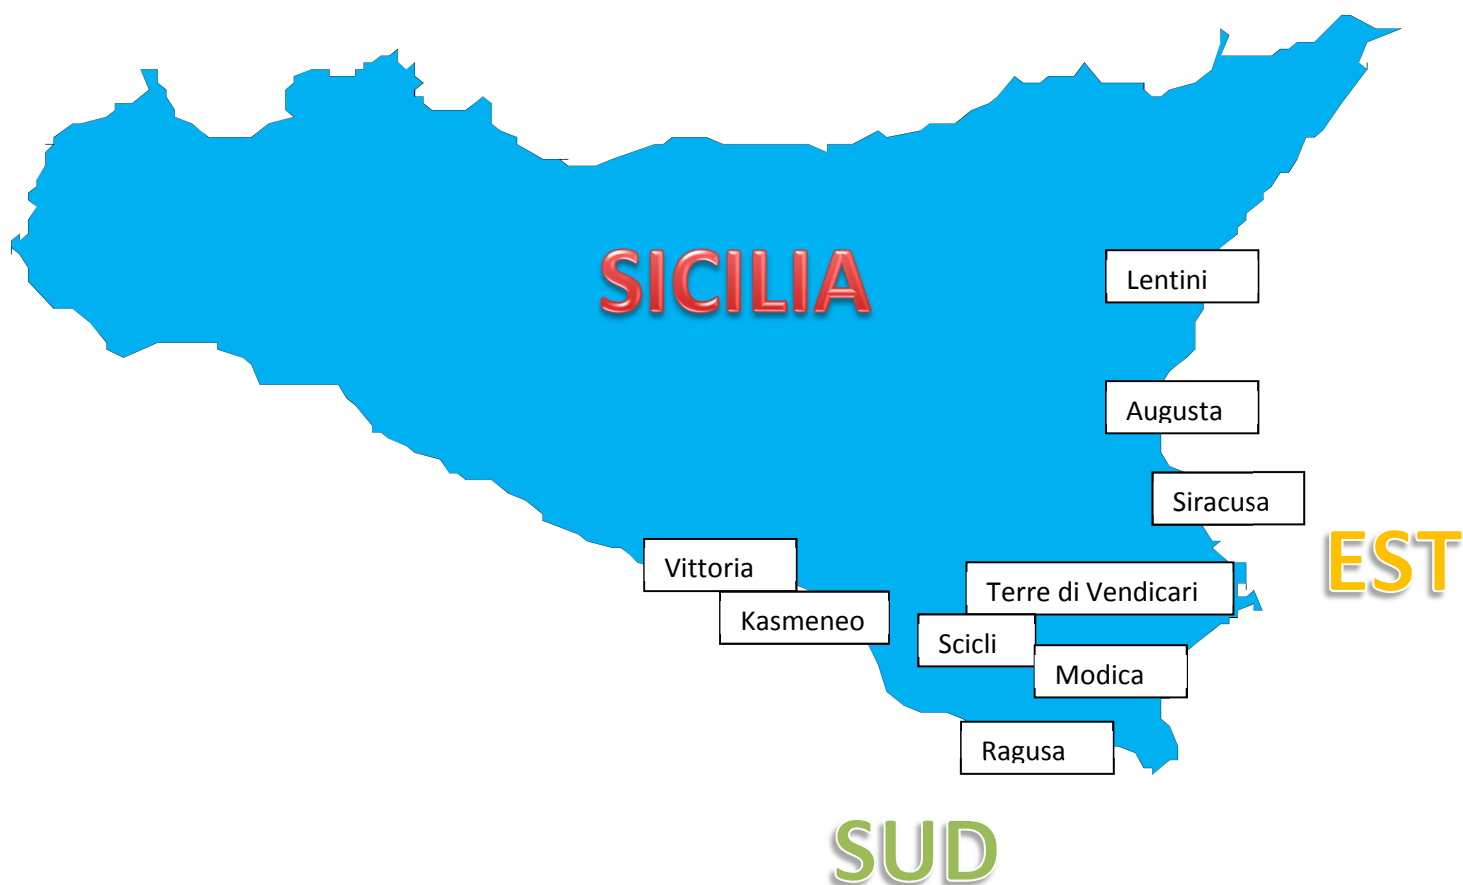 SICILIA
Lentini
Augusta
Siracusa
EST
Vittoria
Terre di Vendicari
Kasmeneo
Scicli
Modica
Ragusa
SUD